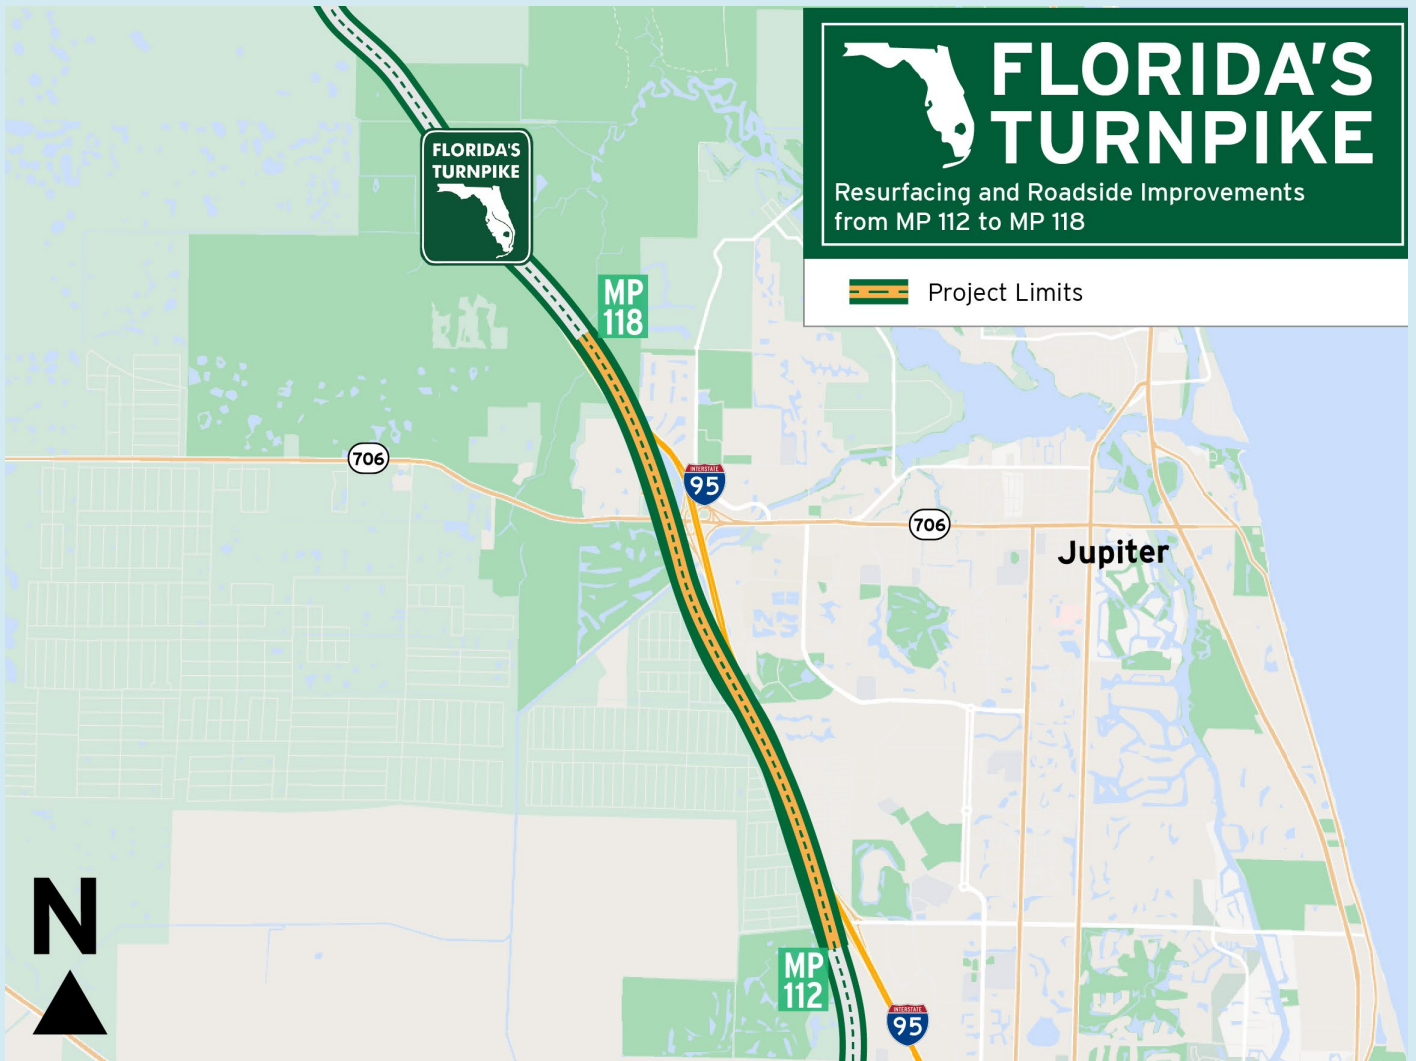 FLORIDA'S
TURNPIKE
Resurfacing and Roadside Improvements
from MP 112 to MP 118
Project Limits
FLORIDA'S
TURNPIKE
MP
118
706
INTERSTATE
95
706
Jupiter
N
MP
112
INTERSTATE
95